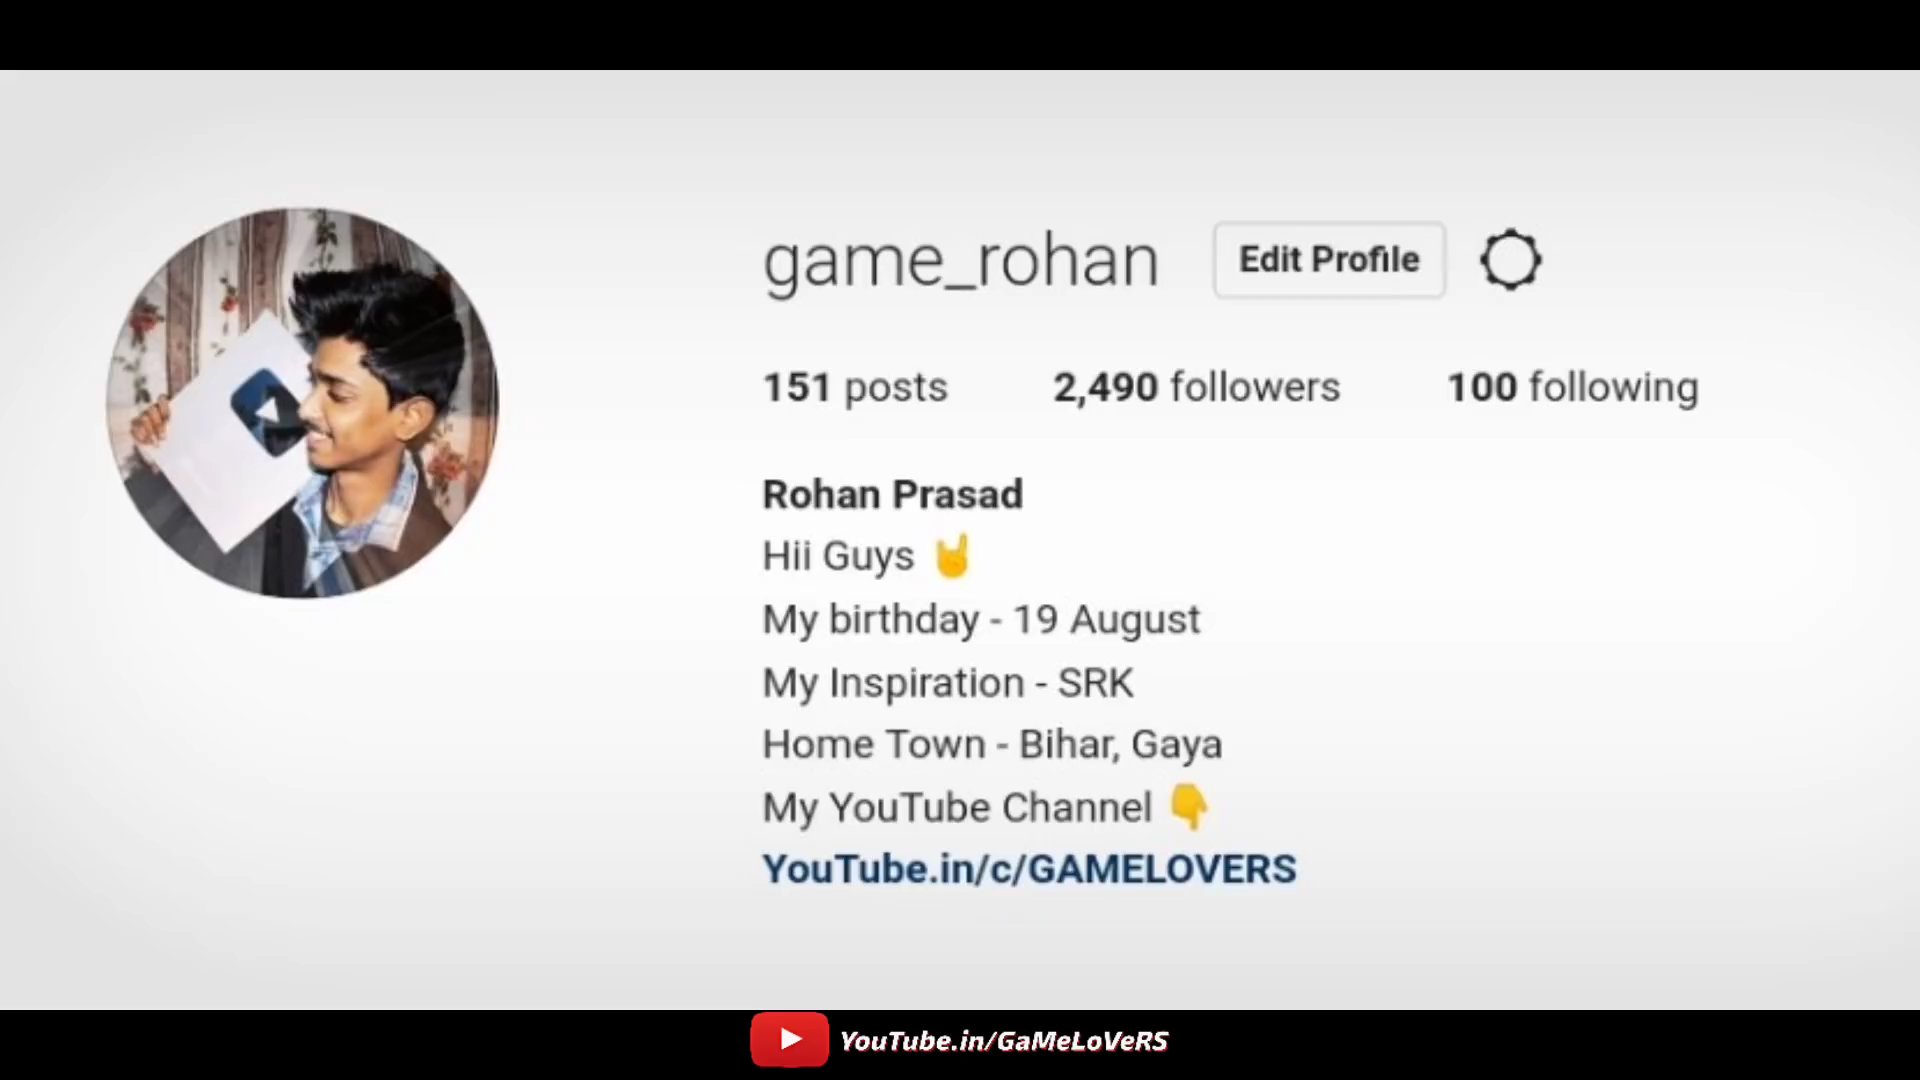 game_rohan Edit Profile
151 posts 2,490 followers 100 following
Rohan Prasad
Hii Guys 🤘
My birthday - 19 August
My Inspiration - SRK
Home Town - Bihar, Gaya
My YouTube Channel 👇
YouTube.in/c/GAMELOVERS
YouTube.in/GaMeLoVeRS